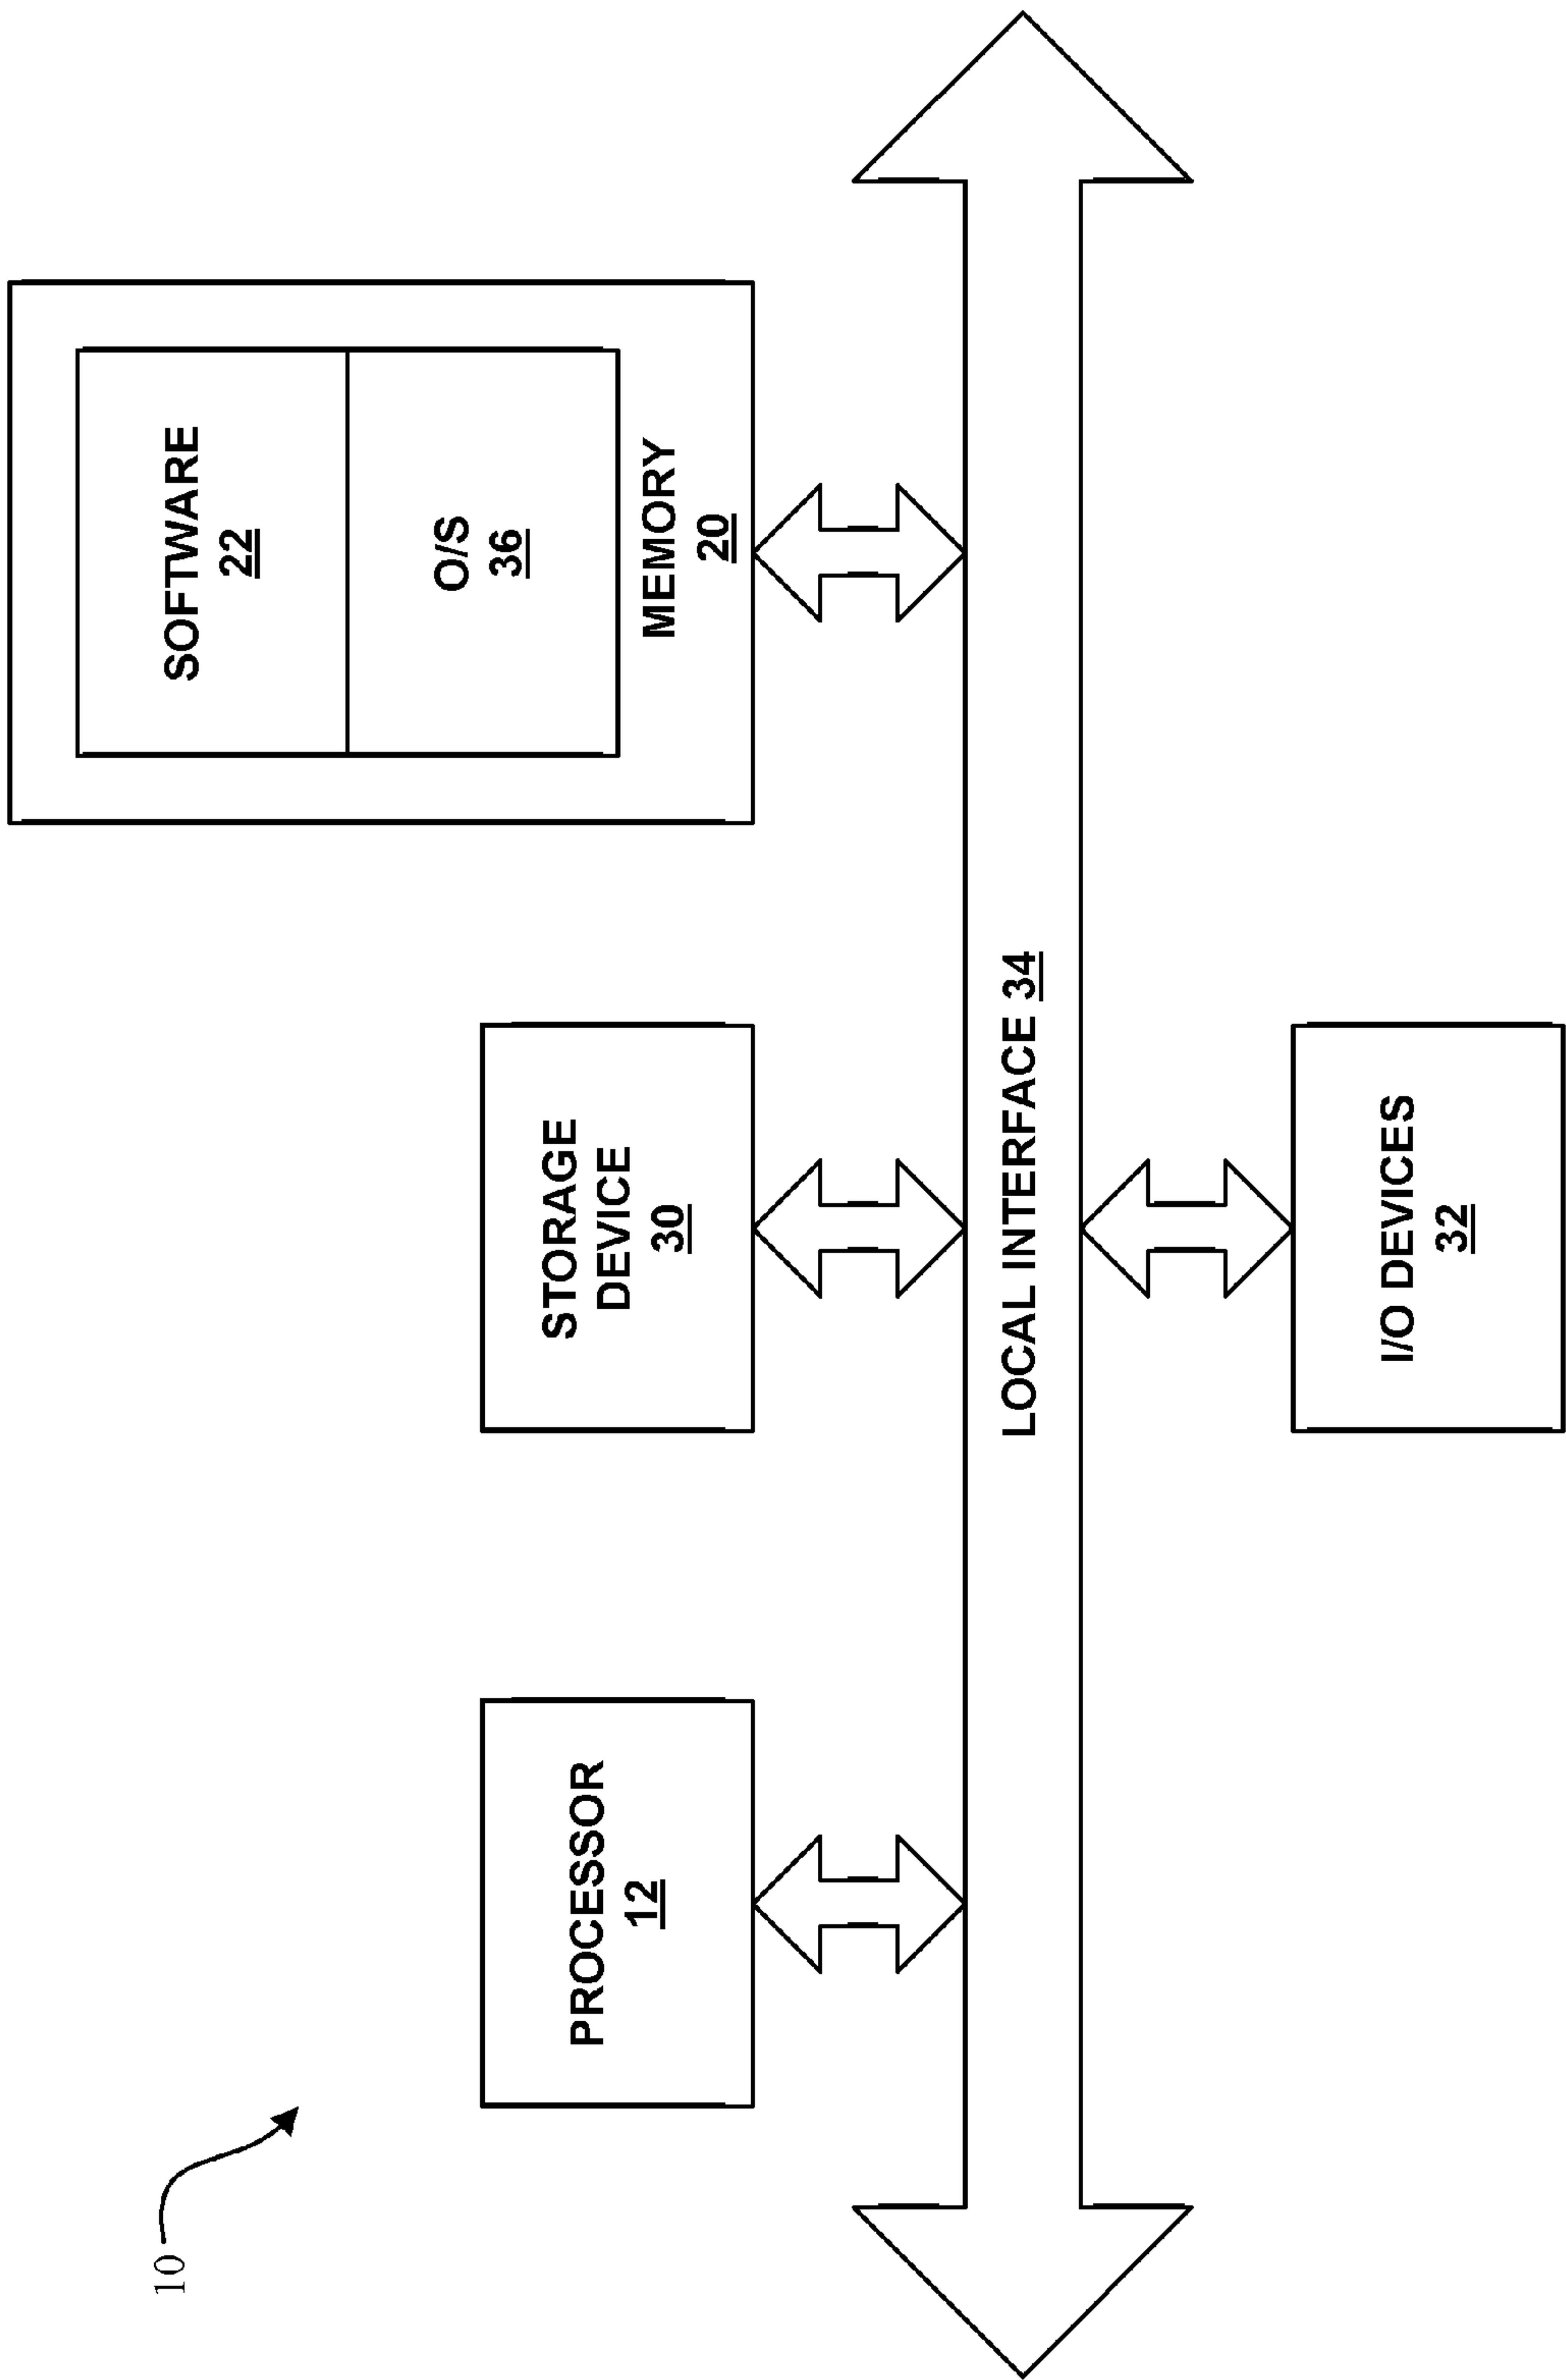 10
PROCESSOR
12
STORAGE
DEVICE
30
SOFTWARE
22
O/S
36
MEMORY
20
LOCAL INTERFACE 34
I/O DEVICES
32